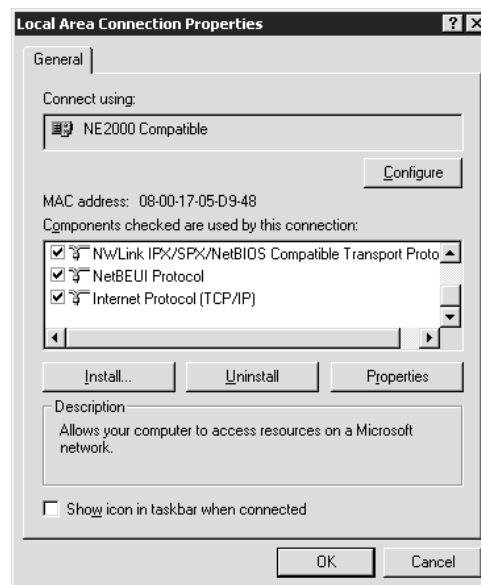 Local Area Connection Properties
General
Connect using:
NE2000 Compatible
Configure
MAC address: 08-00-17-05-D9-48
Components checked are used by this connection:
NWLink IPX/SPX/NetBIOS Compatible Transport Proto
NetBEUI Protocol
Internet Protocol (TCP/IP)
Install...
Uninstall
Properties
Description
Allows your computer to access resources on a Microsoft
network.
Show icon in taskbar when connected
OK
Cancel